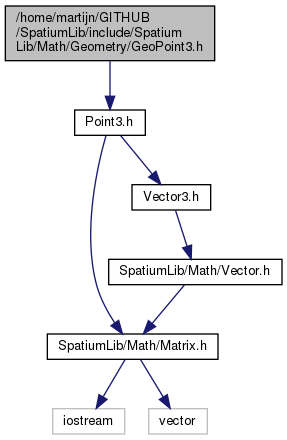 /home/martijn/GITHUB
/SpatiumLib/include/Spatium
Lib/Math/Geometry/GeoPoint3.h
Point3.h
Vector3.h
SpatiumLib/Math/Vector.h
SpatiumLib/Math/Matrix.h
iostream
vector